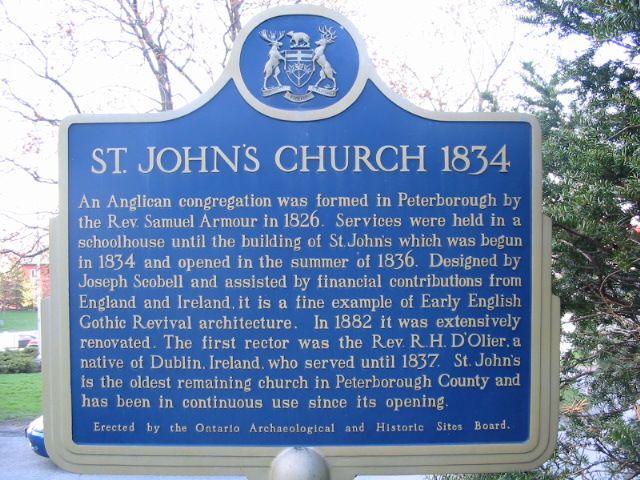 ST. JOHN'S CHURCH 1834
An Anglican congregation was formed in Peterborough by
the Rev. Samuel Armour in 1826. Services were held in a
schoolhouse until the building of St. John's which was begun
in 1834 and opened in the summer of 1836. Designed by
Joseph Scobell and assisted by financial contributions from
England and Ireland, it is a fine example of Early English
Gothic Revival architecture. In 1882 it was extensively
renovated. The first rector was the Rev. R.H. D'Olier, a
native of Dublin, Ireland, who served until 1837. St. John's
is the oldest remaining church in Peterborough County and
has been in continuous use since its opening.
Erected by the Ontario Archaeological and Historic Sites Board.